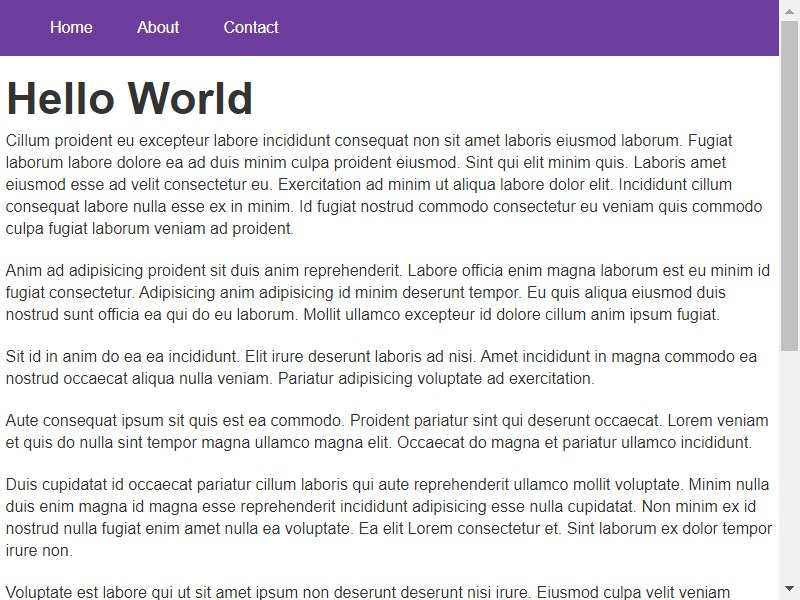 Home About Contact
Hello World
Cillum proident eu excepteur labore incididunt consequat non sit amet laboris eiusmod laborum. Fugiat
laborum labore dolore ea ad duis minim culpa proident eiusmod. Sint qui elit minim quis. Laboris amet
eiusmod esse ad velit consectetur eu. Exercitation ad minim ut aliqua labore dolor elit. Incididunt cillum
consequat labore nulla esse ex in minim. Id fugiat nostrud commodo consectetur eu veniam quis commodo
culpa fugiat laborum veniam ad proident.
Anim ad adipisicing proident sit duis anim reprehenderit. Labore officia enim magna laborum est eu minim id
fugiat consectetur. Adipisicing anim adipisicing id minim deserunt tempor. Eu quis aliqua eiusmod duis
nostrud sunt officia ea qui do eu laborum. Mollit ullamco excepteur id dolore cillum anim ipsum fugiat.
Sit id in anim do ea ea incididunt. Elit irure deserunt laboris ad nisi. Amet incididunt in magna commodo ea
nostrud occaecat aliqua nulla veniam. Pariatur adipisicing voluptate ad exercitation.
Aute consequat ipsum sit quis est ea commodo. Proident pariatur sint qui deserunt occaecat. Lorem veniam
et quis do nulla sint tempor magna ullamco magna elit. Occaecat do magna et pariatur ullamco incididunt.
Duis cupidatat id occaecat pariatur cillum laboris qui aute reprehenderit ullamco mollit voluptate. Minim nulla
duis enim magna id magna esse reprehenderit incididunt adipisicing esse nulla cupidatat. Non minim ex id
nostrud nulla fugiat enim amet nulla ea voluptate. Ea elit Lorem consectetur et. Sint laborum ex dolor tempor
irure non.
Voluptate est labore qui ut sit amet ipsum non deserunt deserunt nisi irure. Eiusmod culpa velit veniam